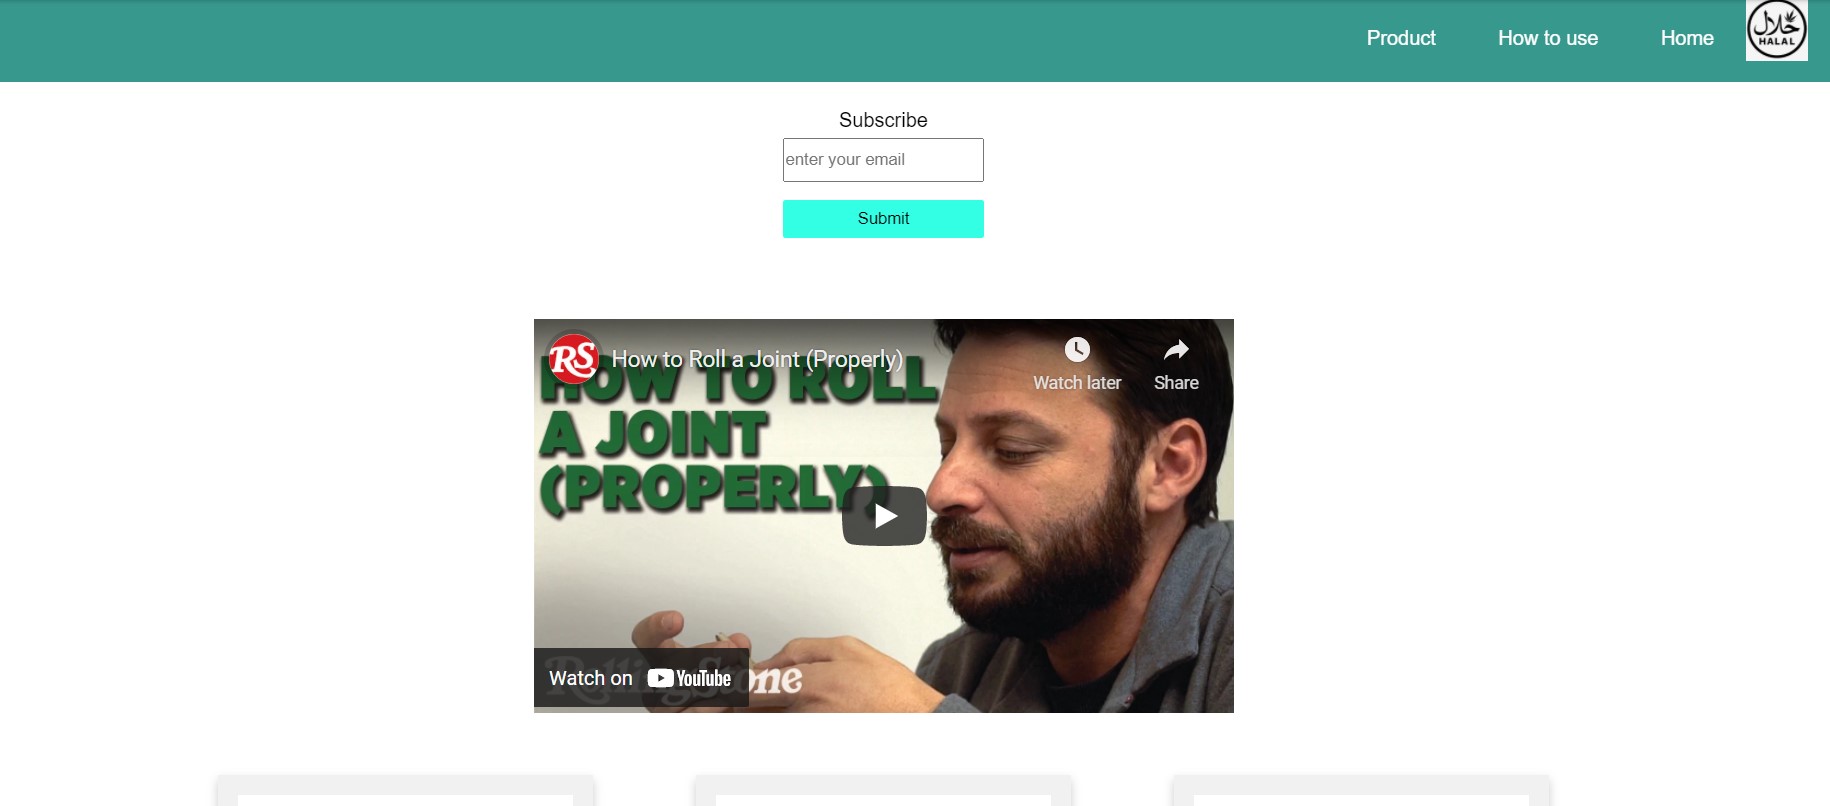 Product
How to use
Home
حلال
HALAL
Subscribe
enter your email
Submit
RS
How to Roll a Joint (Properly)
Watch later
Share
HOW TO ROLL
A JOINT
(PROPERLY)
Watch on YouTube
RollingStone